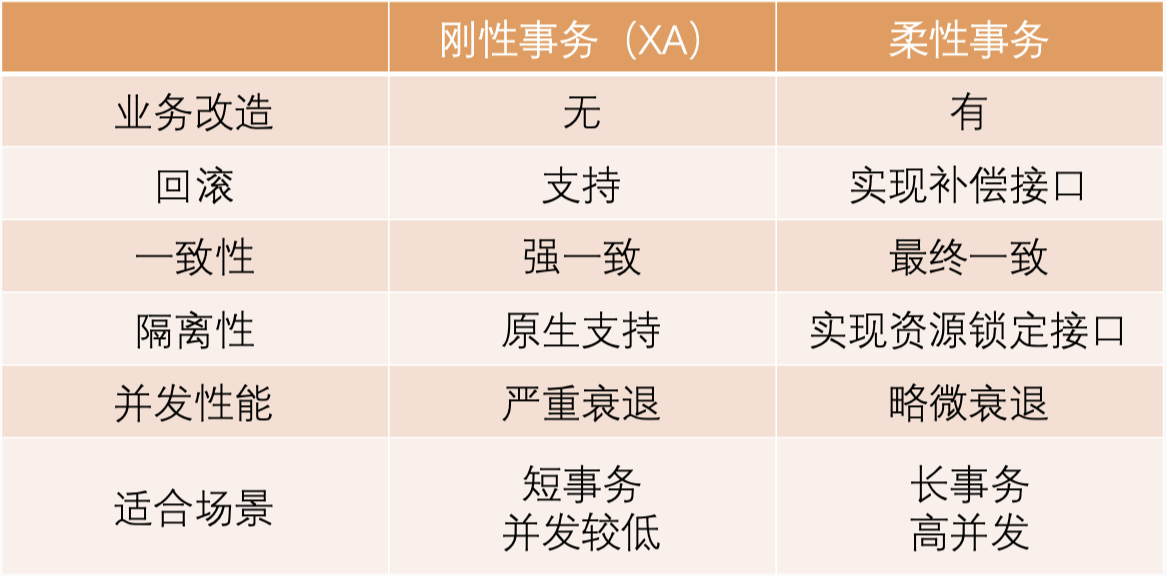 刚性事务（XA） 柔性事务
业务改造 无 有
回滚 支持 实现补偿接口
一致性 强一致 最终一致
隔离性 原生支持 实现资源锁定接口
并发性能 严重衰退 略微衰退
适合场景 短事务 长事务
并发较低 高并发